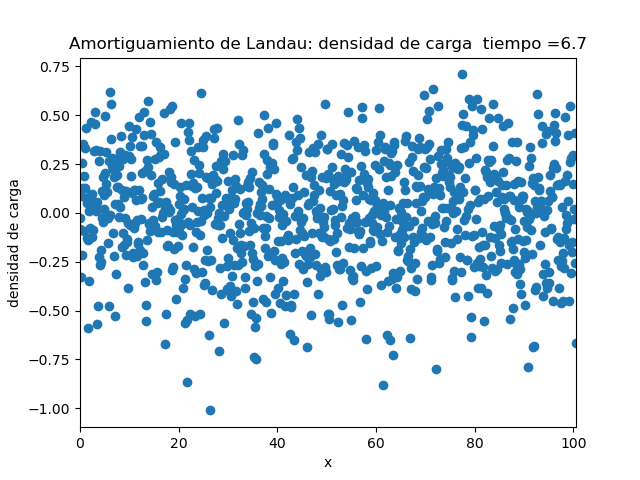 Amortiguamiento de Landau: densidad de carga  tiempo =6.7
0.75
0.50
0.25
0.00
−0.25
−0.50
−0.75
−1.00
densidad de carga
0 20 40 60 80 100
x